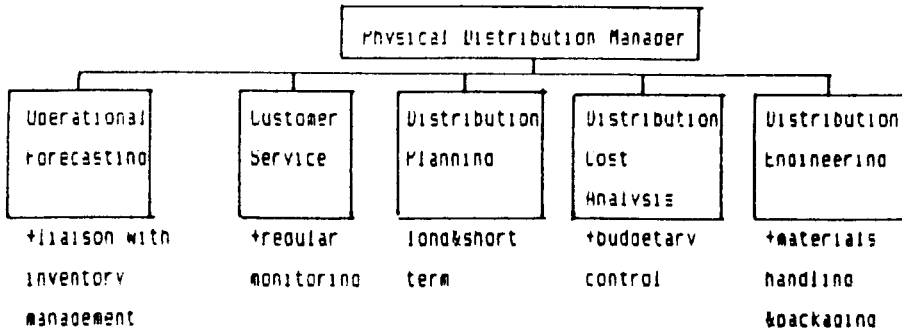 Physical Distribution Manager
Operational
Forecasting
+liaison with
inventory
management
Customer
Service
+regular
monitoring
Distribution
Planning
long&short
term
Distribution
Cost
Analysis
+budgetary
control
Distribution
Engineering
+materials
handling
&packaging